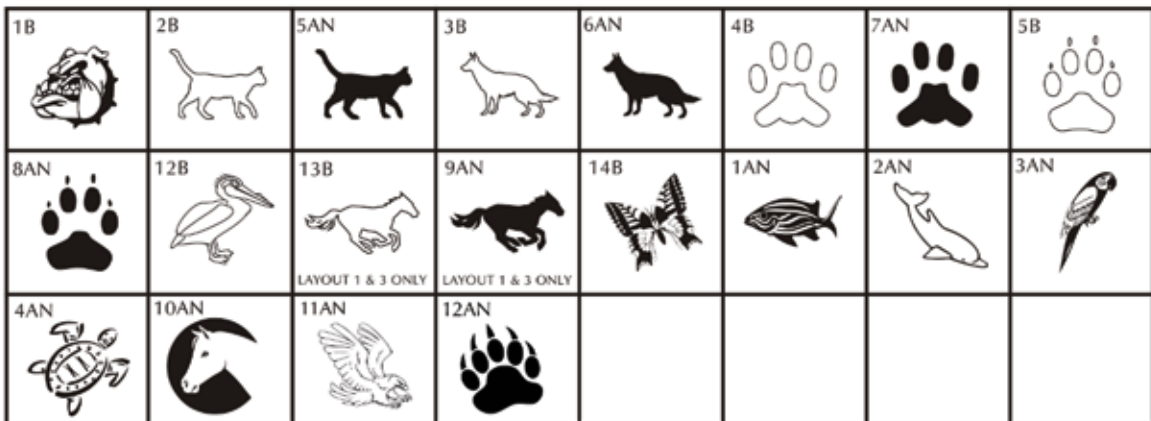 1B
2B
5AN
3B
6AN
4B
7AN
5B
8AN
12B
13B
LAYOUT 1 & 3 ONLY
9AN
LAYOUT 1 & 3 ONLY
14B
1AN
2AN
3AN
4AN
10AN
11AN
12AN